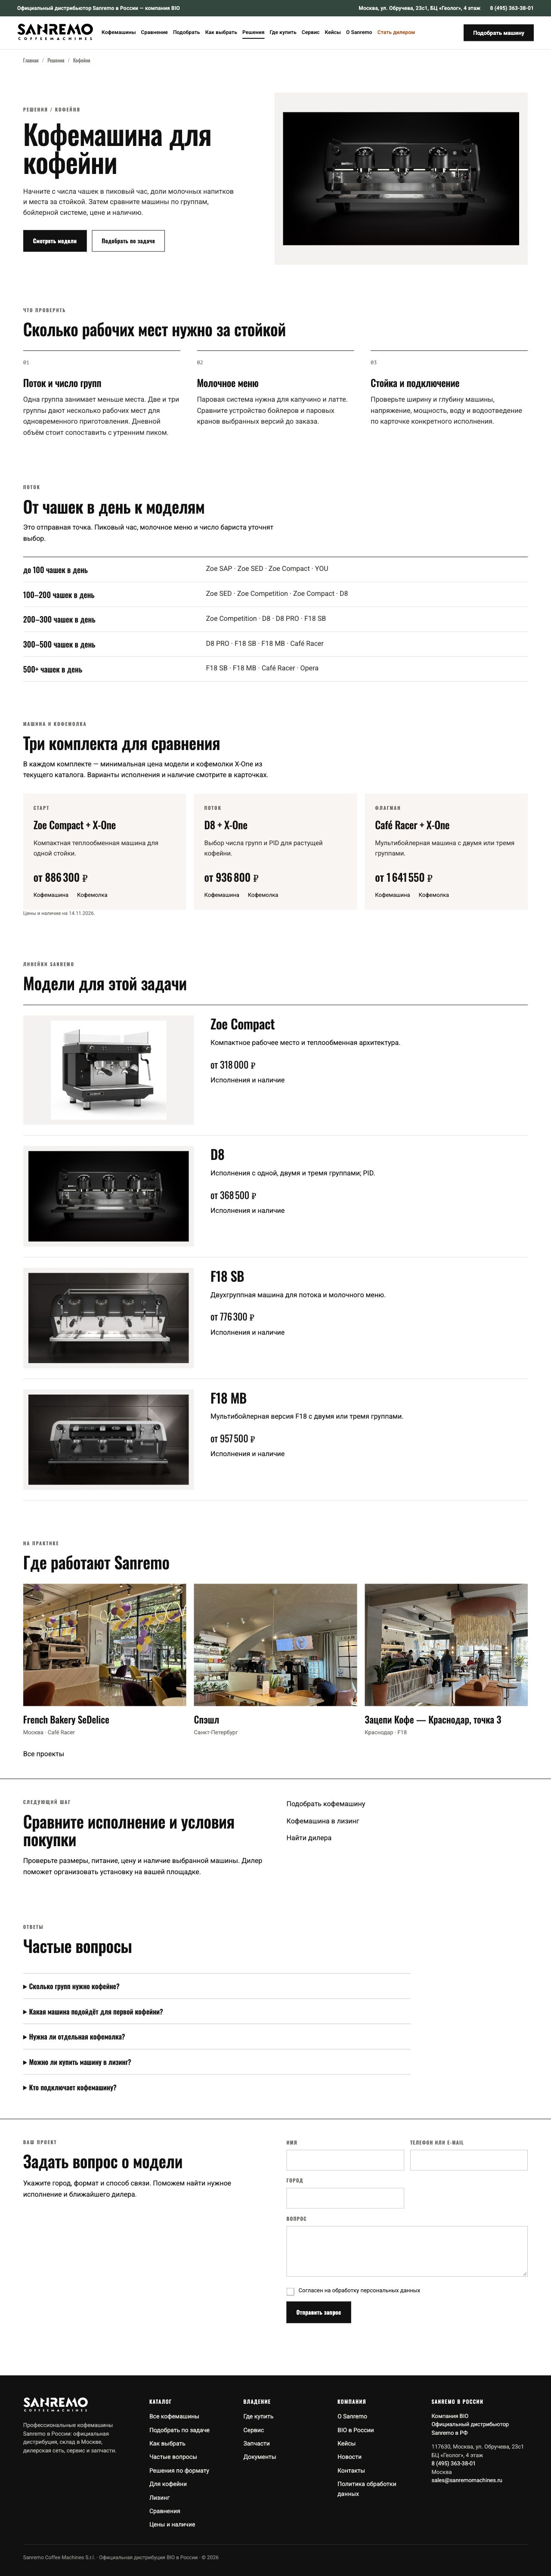 Официальный дистрибьютор Sanremo в России — компания BIO
Москва, ул. Обручева, 23с1, БЦ «Геолог», 4 этаж
8 (495) 363-38-01
SANREMO
COFFEEMACHINES
Кофемашины
Сравнение
Подобрать
Как выбрать
Решения
Где купить
Сервис
Кейсы
О Sanremo
Стать дилером
Подобрать машину
Главная / Решения / Кофейни
РЕШЕНИЯ / КОФЕЙНИ
Кофемашина для
кофейни
Начните с числа чашек в пиковый час, доли молочных напитков
и места за стойкой. Затем сравните машины по группам,
бойлерной системе, цене и наличию.
Смотреть модели
Подобрать по задаче
ЧТО ПРОВЕРИТЬ
Сколько рабочих мест нужно за стойкой
01
Поток и число групп
Одна группа занимает меньше места. Две и три
группы дают несколько рабочих мест для
одновременного приготовления. Дневной
объём стоит сопоставить с утренним пиком.
02
Молочное меню
Паровая система нужна для капучино и латте.
Сравните устройство бойлеров и паровых
кранов выбранных версий до заказа.
03
Стойка и подключение
Проверьте ширину и глубину машины,
напряжение, мощность, воду и водоотведение
по карточке конкретного исполнения.
ПОТОК
От чашек в день к моделям
Это отправная точка. Пиковый час, молочное меню и число бариста уточнят
выбор.
до 100 чашек в день
Zoe SAP · Zoe SED · Zoe Compact · YOU
100–200 чашек в день
Zoe SED · Zoe Competition · Zoe Compact · D8
200–300 чашек в день
Zoe Competition · D8 · D8 PRO · F18 SB
300–500 чашек в день
D8 PRO · F18 SB · F18 MB · Café Racer
500+ чашек в день
F18 SB · F18 MB · Café Racer · Opera
МАШИНА И КОФЕМОЛКА
Три комплекта для сравнения
В каждом комплекте — минимальная цена модели и кофемолки X-One из
текущего каталога. Варианты исполнения и наличие смотрите в карточках.
СТАРТ
Zoe Compact + X-One
Компактная теплообменная машина для
одной стойки.
от 886 300 ₽
Кофемашина Кофемолка
ПОТОК
D8 + X-One
Выбор числа групп и PID для растущей
кофейни.
от 936 800 ₽
Кофемашина Кофемолка
ФЛАГМАН
Café Racer + X-One
Мультибойлерная машина с двумя или тремя
группами.
от 1 641 550 ₽
Кофемашина Кофемолка
Цены и наличие на 14.11.2026.
ЛИНЕЙКИ SANREMO
Модели для этой задачи
Zoe Compact
Компактное рабочее место и теплообменная архитектура.
от 318 000 ₽
Исполнения и наличие
D8
Исполнения с одной, двумя и тремя группами; PID.
от 368 500 ₽
Исполнения и наличие
F18 SB
Двухгруппная машина для потока и молочного меню.
от 776 300 ₽
Исполнения и наличие
F18 MB
Мультибойлерная версия F18 с двумя или тремя группами.
от 957 500 ₽
Исполнения и наличие
НА ПРАКТИКЕ
Где работают Sanremo
French Bakery SeDelice
Москва · Café Racer
Спэшл
Санкт-Петербург
Зацепи Кофе — Краснодар, точка 3
Краснодар · F18
Все проекты
СЛЕДУЮЩИЙ ШАГ
Сравните исполнение и условия
покупки
Проверьте размеры, питание, цену и наличие выбранной машины. Дилер
поможет организовать установку на вашей площадке.
Подобрать кофемашину
Кофемашина в лизинг
Найти дилера
ОТВЕТЫ
Частые вопросы
Сколько групп нужно кофейне?
Какая машина подойдёт для первой кофейни?
Нужна ли отдельная кофемолка?
Можно ли купить машину в лизинг?
Кто подключает кофемашину?
ВАШ ПРОЕКТ
Задать вопрос о модели
Укажите город, формат и способ связи. Поможем найти нужное
исполнение и ближайшего дилера.
ИМЯ
ТЕЛЕФОН ИЛИ E-MAIL
ГОРОД
ВОПРОС
Согласен на обработку персональных данных
Отправить запрос
SANREMO
COFFEEMACHINES
Профессиональные кофемашины
Sanremo в России: официальная
дистрибуция, склад в Москве,
дилерская сеть, сервис и запчасти.
КАТАЛОГ
Все кофемашины
Подобрать по задаче
Как выбрать
Частые вопросы
Решения по формату
Для кофейни
Лизинг
Сравнения
Цены и наличие
ВЛАДЕНИЕ
Где купить
Сервис
Запчасти
Документы
КОМПАНИЯ
О Sanremo
BIO в России
Кейсы
Новости
Контакты
Политика обработки
данных
SANREMO В РОССИИ
Компания BIO
Официальный дистрибьютор
Sanremo в РФ
117630, Москва, ул. Обручева, 23с1
БЦ «Геолог», 4 этаж
8 (495) 363-38-01
Москва
sales@sanremomachines.ru
Sanremo Coffee Machines S.r.l. · Официальная дистрибуция BIO в России · © 2026